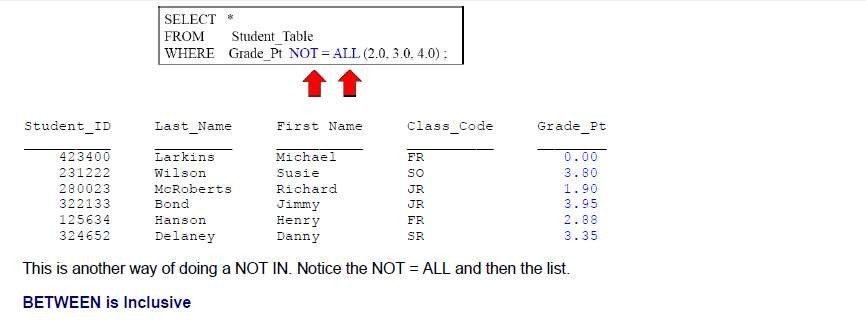 SELECT *
FROM Student_Table
WHERE Grade_Pt NOT = ALL (2.0, 3.0, 4.0) ;
Student_ID Last_Name First Name Class_Code Grade_Pt
423400 Larkins Michael FR 0.00
231222 Wilson Susie SO 3.80
280023 McRoberts Richard JR 1.90
322133 Bond Jimmy JR 3.95
125634 Hanson Henry FR 2.88
324652 Delaney Danny SR 3.35
This is another way of doing a NOT IN. Notice the NOT = ALL and then the list.
BETWEEN is Inclusive